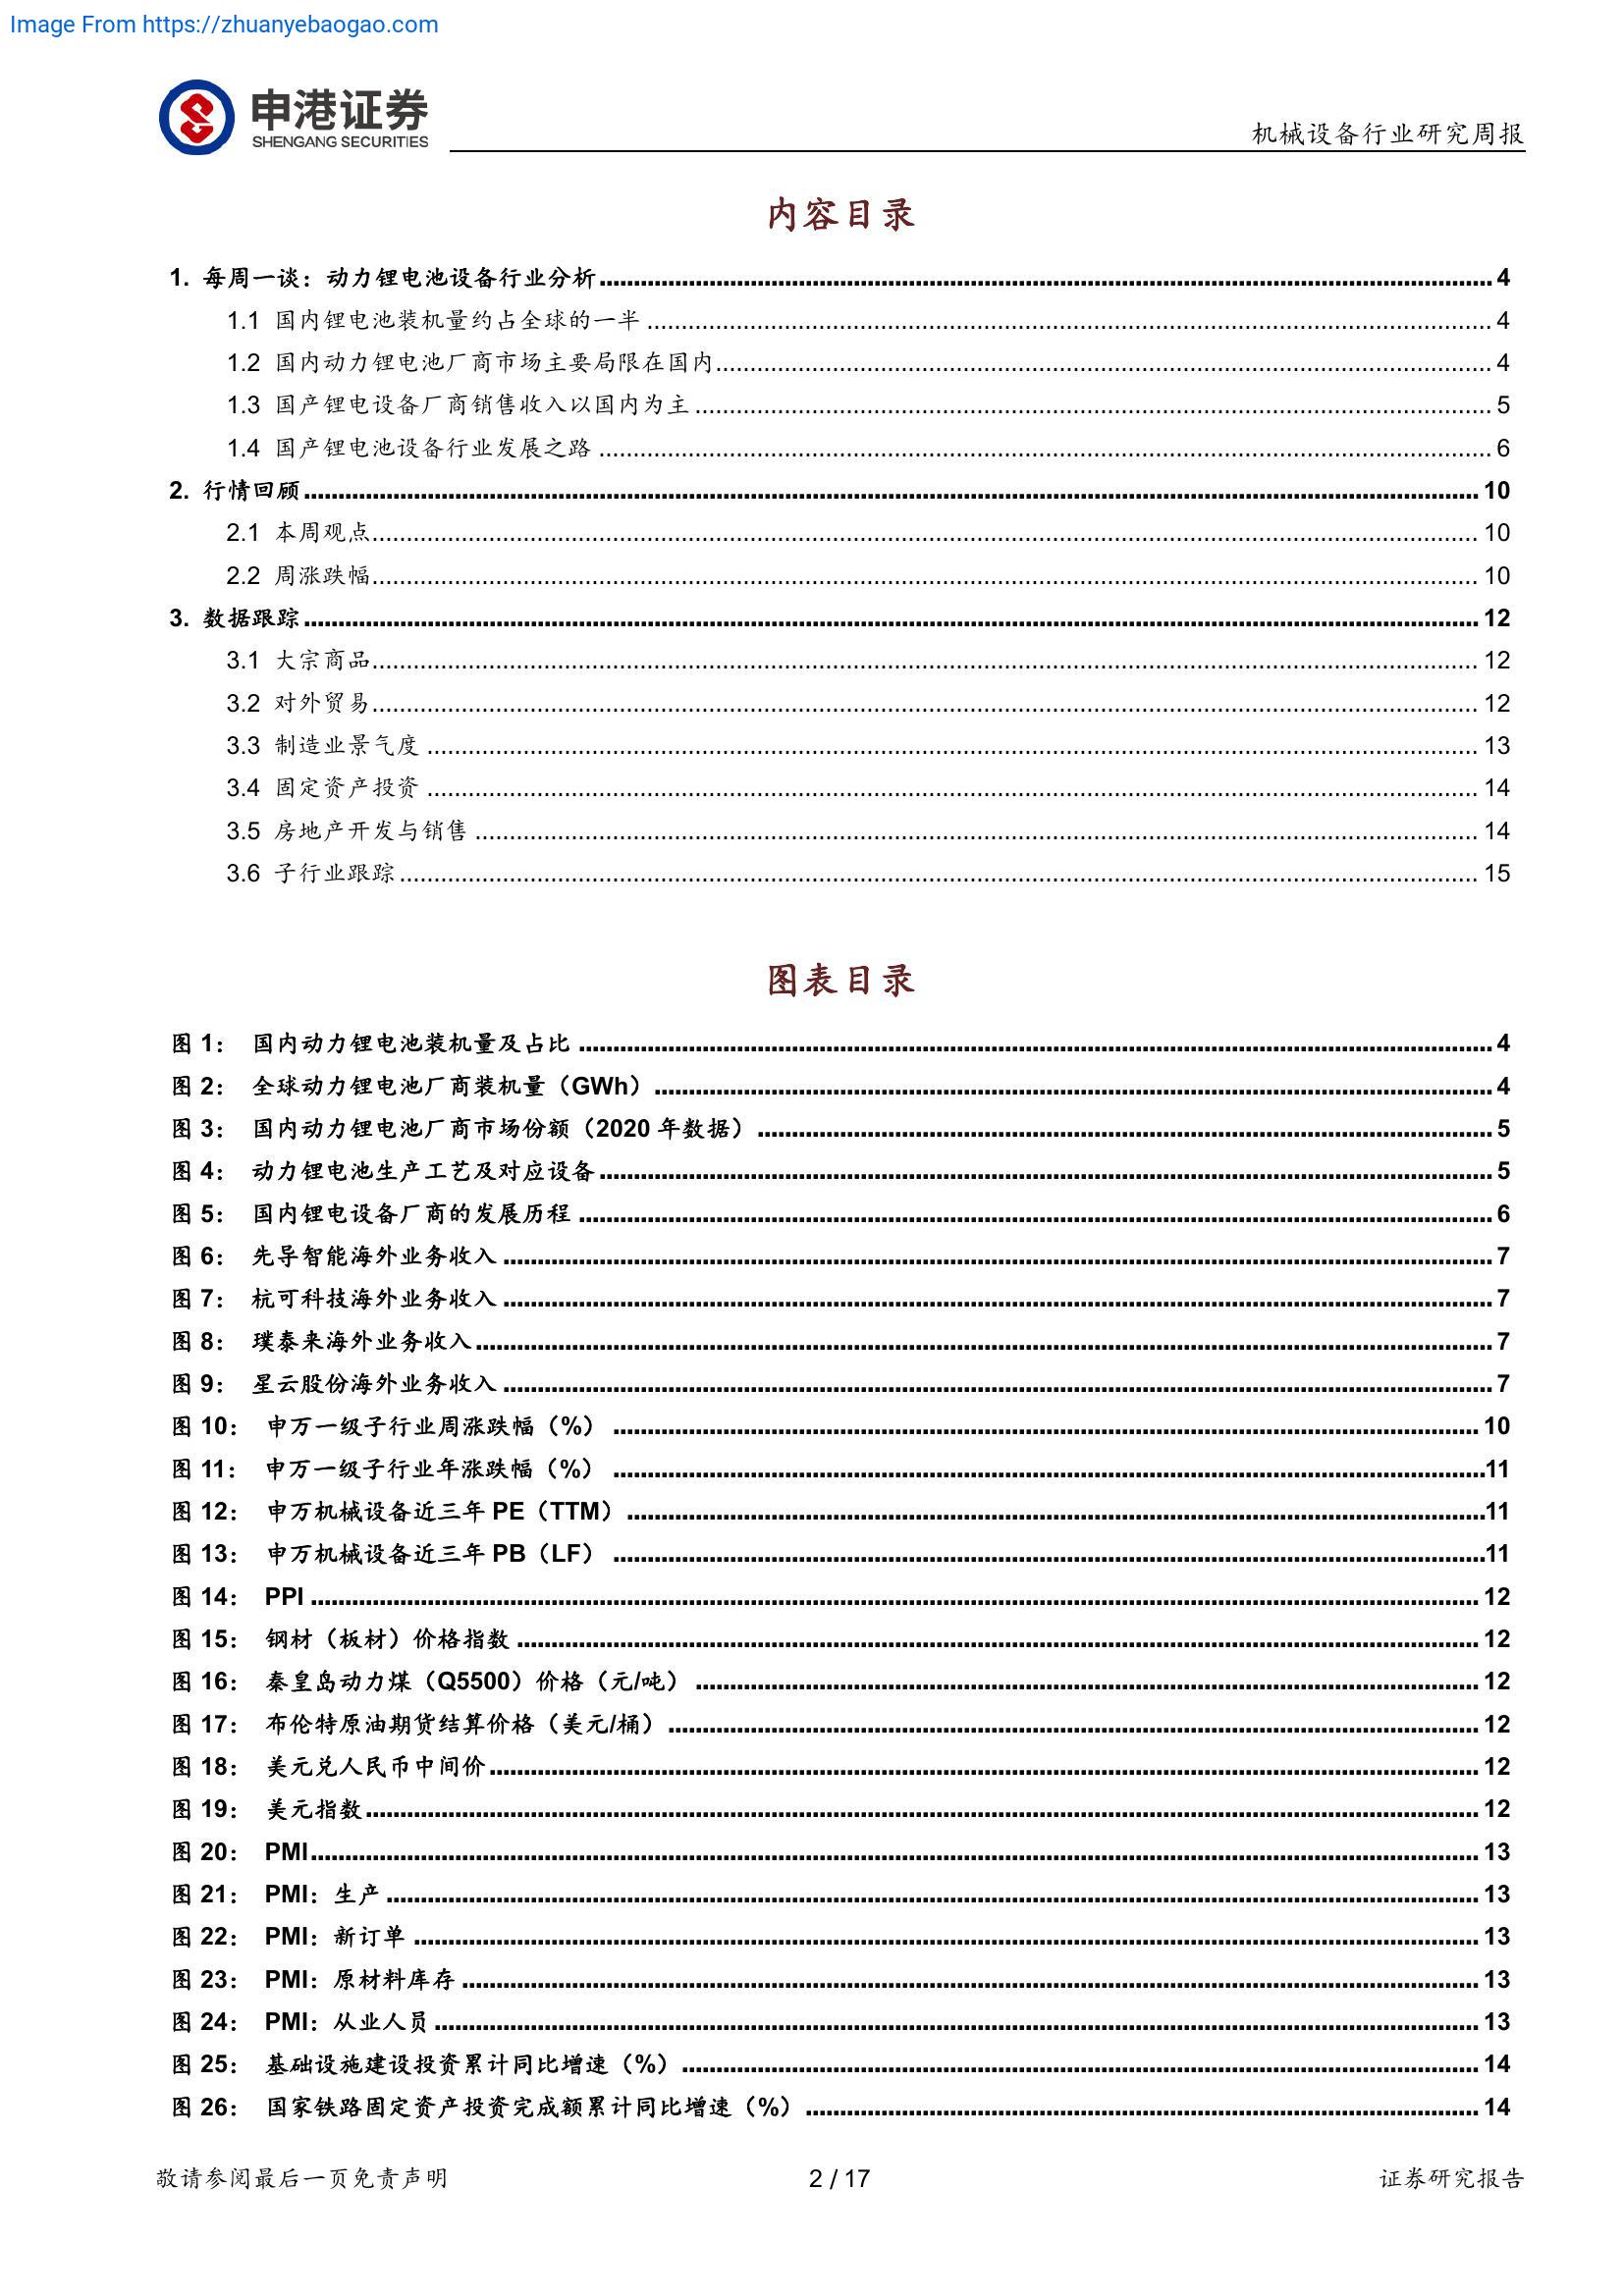 Image From https://zhuanyebaogao.com
申港证券
SHENGANG SECURITIES
机械设备行业研究周报
内容目录
1. 每周一谈：动力锂电池设备行业分析 4
1.1 国内锂电池装机量约占全球的一半 4
1.2 国内动力锂电池厂商市场主要局限在国内 4
1.3 国产锂电设备厂商销售收入以国内为主 5
1.4 国产锂电池设备行业发展之路 6
2. 行情回顾 10
2.1 本周观点 10
2.2 周涨跌幅 10
3. 数据跟踪 12
3.1 大宗商品 12
3.2 对外贸易 12
3.3 制造业景气度 13
3.4 固定资产投资 14
3.5 房地产开发与销售 14
3.6 子行业跟踪 15
图表目录
图 1： 国内动力锂电池装机量及占比 4
图 2： 全球动力锂电池厂商装机量（GWh） 4
图 3： 国内动力锂电池厂商市场份额（2020 年数据） 5
图 4： 动力锂电池生产工艺及对应设备 5
图 5： 国内锂电设备厂商的发展历程 6
图 6： 先导智能海外业务收入 7
图 7： 杭可科技海外业务收入 7
图 8： 璞泰来海外业务收入 7
图 9： 星云股份海外业务收入 7
图 10： 申万一级子行业周涨跌幅（%） 10
图 11： 申万一级子行业年涨跌幅（%） 11
图 12： 申万机械设备近三年 PE（TTM） 11
图 13： 申万机械设备近三年 PB（LF） 11
图 14： PPI 12
图 15： 钢材（板材）价格指数 12
图 16： 秦皇岛动力煤（Q5500）价格（元/吨） 12
图 17： 布伦特原油期货结算价格（美元/桶） 12
图 18： 美元兑人民币中间价 12
图 19： 美元指数 12
图 20： PMI 13
图 21： PMI：生产 13
图 22： PMI：新订单 13
图 23： PMI：原材料库存 13
图 24： PMI：从业人员 13
图 25： 基础设施建设投资累计同比增速（%） 14
图 26： 国家铁路固定资产投资完成额累计同比增速（%） 14
敬请参阅最后一页免责声明
2 / 17
证券研究报告